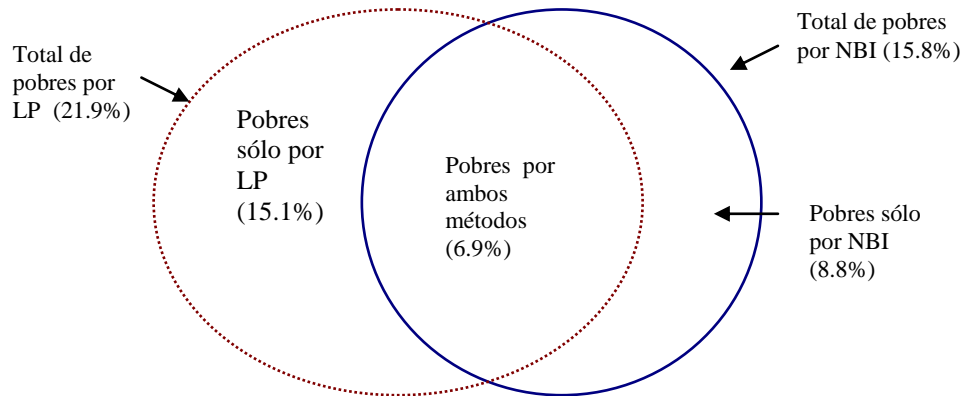 Total de
pobres por
LP (21.9%)
Pobres
sólo por
LP
(15.1%)
Pobres por
ambos
métodos
(6.9%)
Total de pobres
por NBI (15.8%)
Pobres sólo
por NBI
(8.8%)